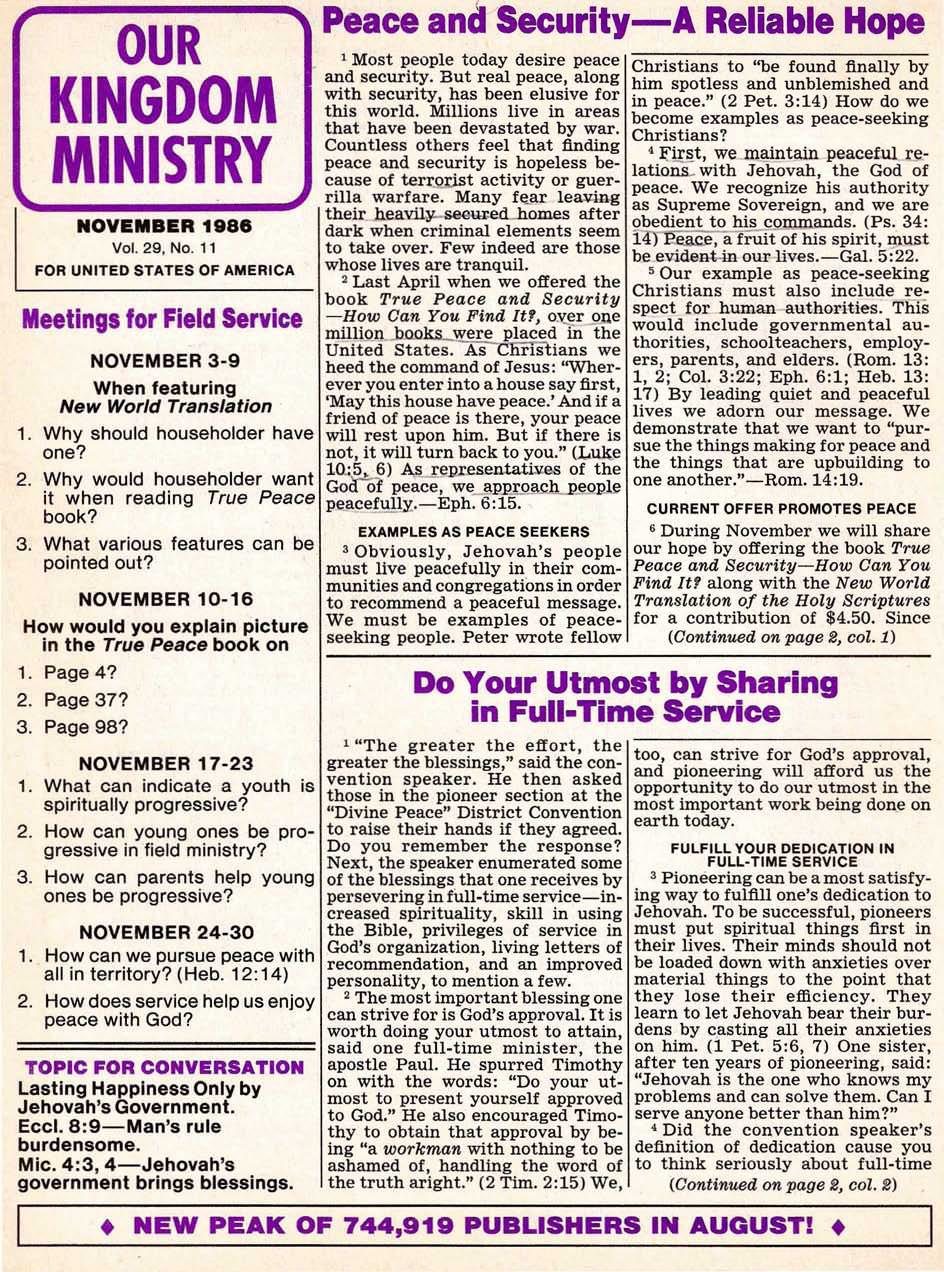 OUR
KINGDOM
MINISTRY
NOVEMBER 1986
Vol. 29, No. 11
FOR UNITED STATES OF AMERICA
Meetings for Field Service
NOVEMBER 3-9
When featuring
New World Translation
1. Why should householder have
one?
2. Why would householder want
it when reading True Peace
book?
3. What various features can be
pointed out?
NOVEMBER 10-16
How would you explain picture
in the True Peace book on
1. Page 4?
2. Page 37?
3. Page 98?
NOVEMBER 17-23
1. What can indicate a youth is
spiritually progressive?
2. How can young ones be pro-
gressive in field ministry?
3. How can parents help young
ones be progressive?
NOVEMBER 24-30
1. How can we pursue peace with
all in territory? (Heb. 12:14)
2. How does service help us enjoy
peace with God?
TOPIC FOR CONVERSATION
Lasting Happiness Only by
Jehovah's Government.
Eccl. 8:9—Man's rule
burdensome.
Mic. 4:3, 4—Jehovah's
government brings blessings.
Peace and Security—A Reliable Hope
1 Most people today desire peace
and security. But real peace, along
with security, has been elusive for
this world. Millions live in areas
that have been devastated by war.
Countless others feel that finding
peace and security is hopeless be-
cause of terrorist activity or guer-
rilla warfare. Many fear leaving
their heavily secured homes after
dark when criminal elements seem
to take over. Few indeed are those
whose lives are tranquil.
2 Last April when we offered the
book True Peace and Security
—How Can You Find It?, over one
million books were placed in the
United States. As Christians we
heed the command of Jesus: "Wher-
ever you enter into a house say first,
'May this house have peace.' And if a
friend of peace is there, your peace
will rest upon him. But if there is
not, it will turn back to you." (Luke
10:5, 6) As representatives of the
God of peace, we approach people
peacefully.—Eph. 6:15.
EXAMPLES AS PEACE SEEKERS
3 Obviously, Jehovah's people
must live peacefully in their com-
munities and congregations in order
to recommend a peaceful message.
We must be examples of peace-
seeking people. Peter wrote fellow
Christians to "be found finally by
him spotless and unblemished and
in peace." (2 Pet. 3:14) How do we
become examples as peace-seeking
Christians?
4 First, we maintain peaceful re-
lations with Jehovah, the God of
peace. We recognize his authority
as Supreme Sovereign, and we are
obedient to his commands. (Ps. 34:
14) Peace, a fruit of his spirit, must
be evident in our lives.—Gal. 5:22.
5 Our example as peace-seeking
Christians must also include re-
spect for human authorities. This
would include governmental au-
thorities, schoolteachers, employ-
ers, parents, and elders. (Rom. 13:
1, 2; Col. 3:22; Eph. 6:1; Heb. 13:
17) By leading quiet and peaceful
lives we adorn our message. We
demonstrate that we want to "pur-
sue the things making for peace and
the things that are upbuilding to
one another."—Rom. 14:19.
CURRENT OFFER PROMOTES PEACE
6 During November we will share
our hope by offering the book True
Peace and Security—How Can You
Find It? along with the New World
Translation of the Holy Scriptures
for a contribution of $4.50. Since
(Continued on page 2, col. 1)
Do Your Utmost by Sharing
in Full-Time Service
1 "The greater the effort, the
greater the blessings," said the con-
vention speaker. He then asked
those in the pioneer section at the
"Divine Peace" District Convention
to raise their hands if they agreed.
Do you remember the response?
Next, the speaker enumerated some
of the blessings that one receives by
persevering in full-time service—in-
creased spirituality, skill in using
the Bible, privileges of service in
God's organization, living letters of
recommendation, and an improved
personality, to mention a few.
2 The most important blessing one
can strive for is God's approval. It is
worth doing your utmost to attain,
said one full-time minister, the
apostle Paul. He spurred Timothy
on with the words: "Do your ut-
most to present yourself approved
to God." He also encouraged Timo-
thy to obtain that approval by be-
ing "a workman with nothing to be
ashamed of, handling the word of
the truth aright." (2 Tim. 2:15) We,
too, can strive for God's approval,
and pioneering will afford us the
opportunity to do our utmost in the
most important work being done on
earth today.
FULFILL YOUR DEDICATION IN
FULL-TIME SERVICE
3 Pioneering can be a most satisfy-
ing way to fulfill one's dedication to
Jehovah. To be successful, pioneers
must put spiritual things first in
their lives. Their minds should not
be loaded down with anxieties over
material things to the point that
they lose their efficiency. They
learn to let Jehovah bear their bur-
dens by casting all their anxieties
on him. (1 Pet. 5:6, 7) One sister,
after ten years of pioneering, said:
"Jehovah is the one who knows my
problems and can solve them. Can I
serve anyone better than him?"
4 Did the convention speaker's
definition of dedication cause you
to think seriously about full-time
(Continued on page 2, col. 2)
♦ NEW PEAK OF 744,919 PUBLISHERS IN AUGUST! ♦